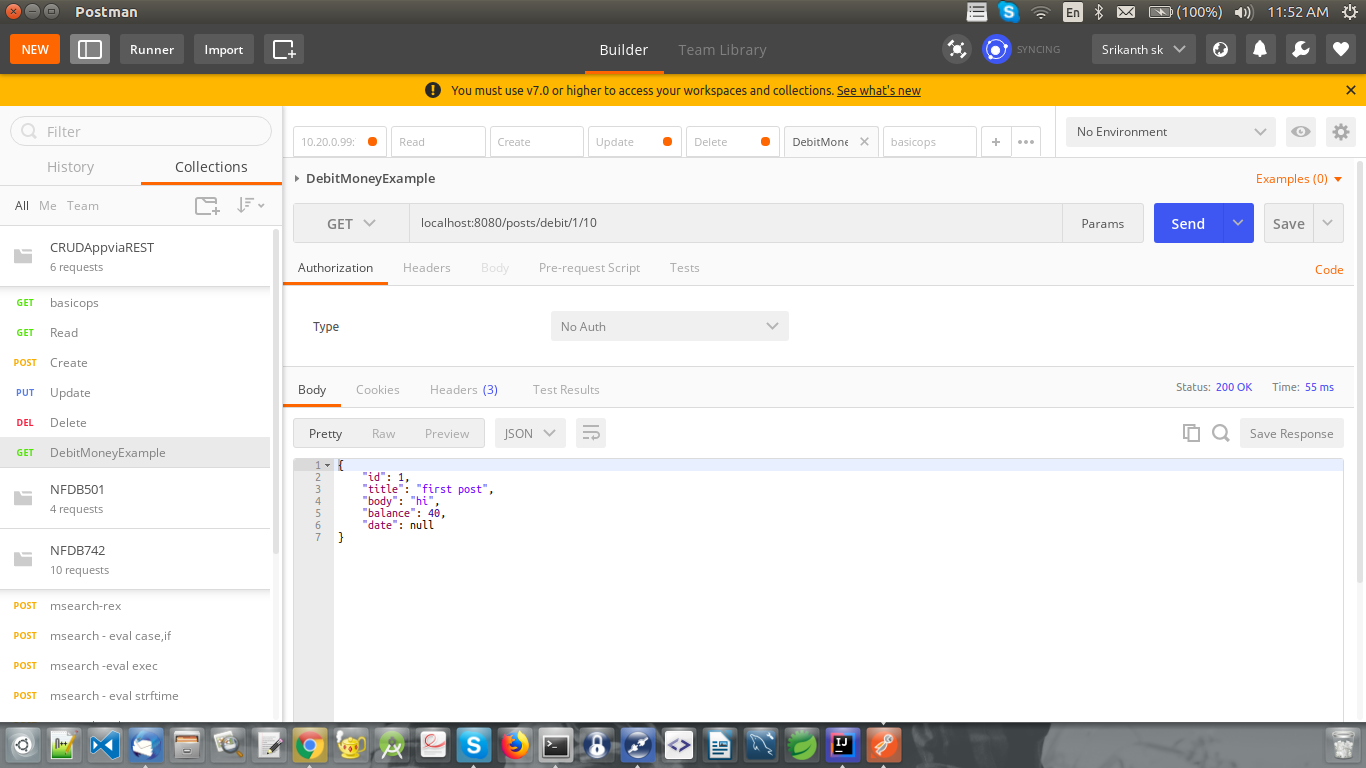 Postman
En
(100%)
11:52 AM
NEW
Runner
Import
Builder
Team Library
SYNCING
Srikanth sk
You must use v7.0 or higher to access your workspaces and collections. See what's new
Filter
History
Collections
All Me Team
CRUDAppviaREST
6 requests
GET basicops
GET Read
POST Create
PUT Update
DEL Delete
GET DebitMoneyExample
NFDB501
4 requests
NFDB742
10 requests
POST msearch-rex
POST msearch - eval case,if
POST msearch -eval exec
POST msearch - eval strftime
10.20.0.99:
Read
Create
Update
Delete
DebitMone
basicops
No Environment
DebitMoneyExample
Examples (0)
GET
localhost:8080/posts/debit/1/10
Params
Send
Save
Authorization
Headers
Body
Pre-request Script
Tests
Code
Type
No Auth
Body
Cookies
Headers (3)
Test Results
Status: 200 OK
Time: 55 ms
Pretty
Raw
Preview
JSON
Save Response
1 {
2 "id": 1,
3 "title": "first post",
4 "body": "hi",
5 "balance": 40,
6 "date": null
7 }
IJ